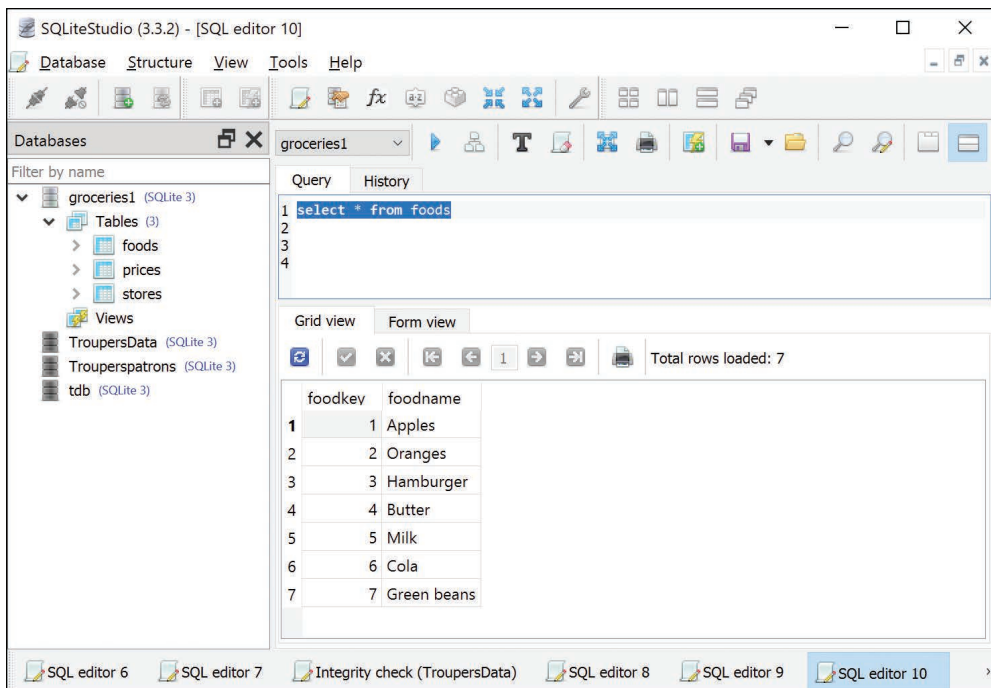 SQLiteStudio (3.3.2) - [SQL editor 10]
Database Structure View Tools Help
fx a-z
Databases
groceries1
T
Filter by name
groceries1 (SQLite 3)
Tables (3)
foods
prices
stores
Views
TroupersData (SQLite 3)
Trouperspatrons (SQLite 3)
tdb (SQLite 3)
Query History
1 select * from foods
2
3
4
Grid view Form view
1 Total rows loaded: 7
foodkey foodname
1 1 Apples
2 2 Oranges
3 3 Hamburger
4 4 Butter
5 5 Milk
6 6 Cola
7 7 Green beans
SQL editor 6 SQL editor 7 Integrity check (TroupersData) SQL editor 8 SQL editor 9 SQL editor 10